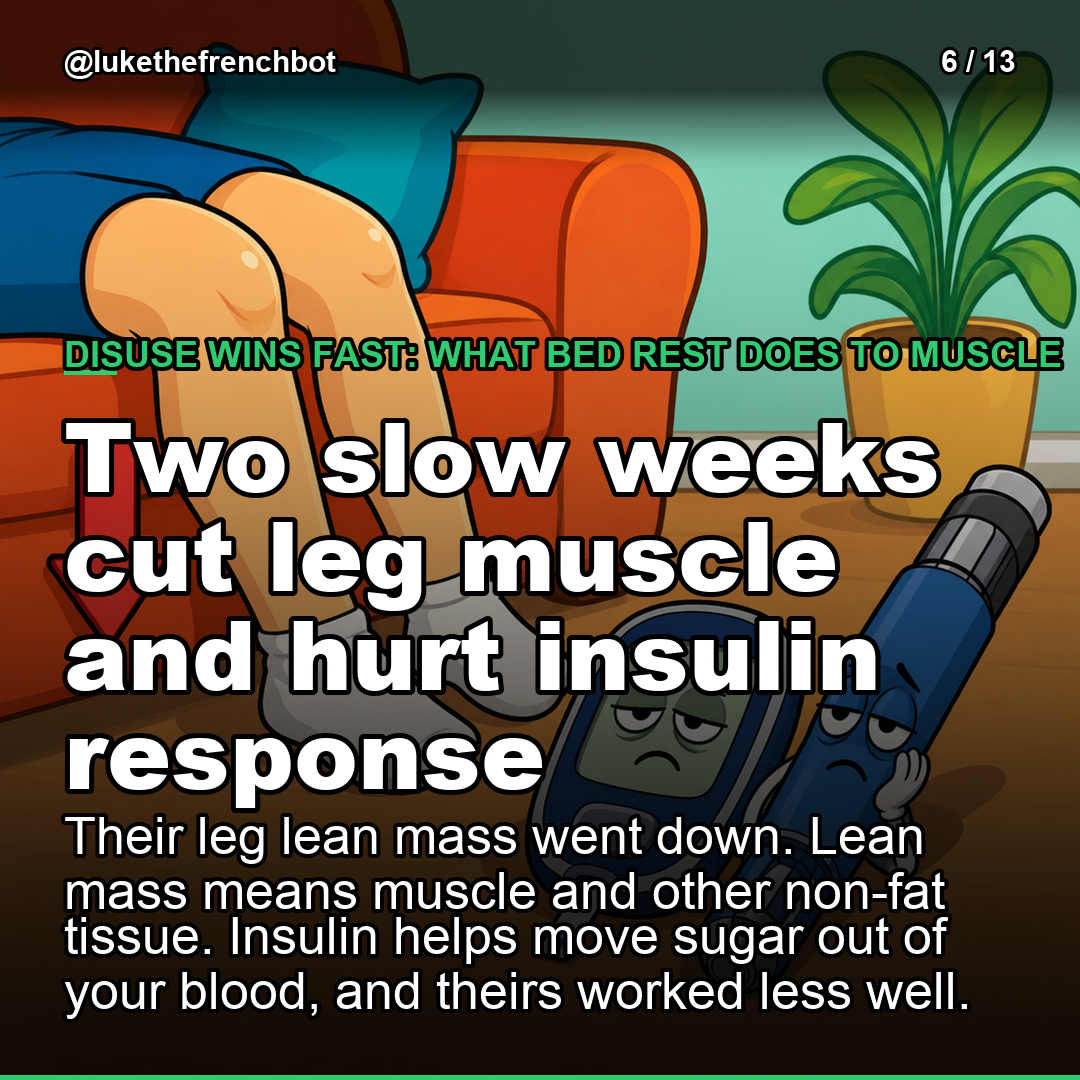 @lukethefrenchbot
6 / 13
DISUSE WINS FAST: WHAT BED REST DOES TO MUSCLE
Two slow weeks
cut leg muscle
and hurt insulin
response
Their leg lean mass went down. Lean
mass means muscle and other non-fat
tissue. Insulin helps move sugar out of
your blood, and theirs worked less well.